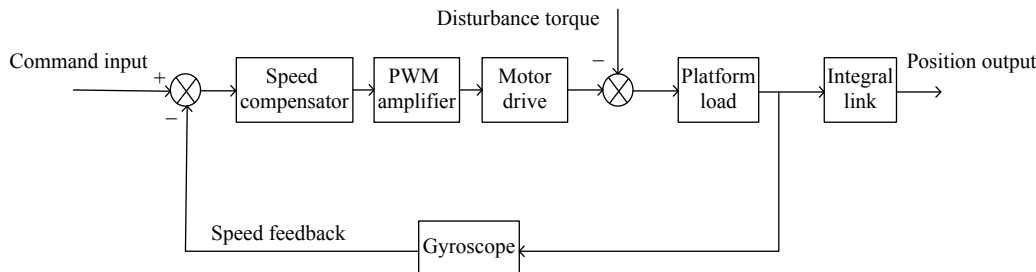 Disturbance torque
Command input
+
−
−
Speed
compensator
PWM
amplifier
Motor
drive
Platform
load
Integral
link
Position output
Speed feedback
Gyroscope